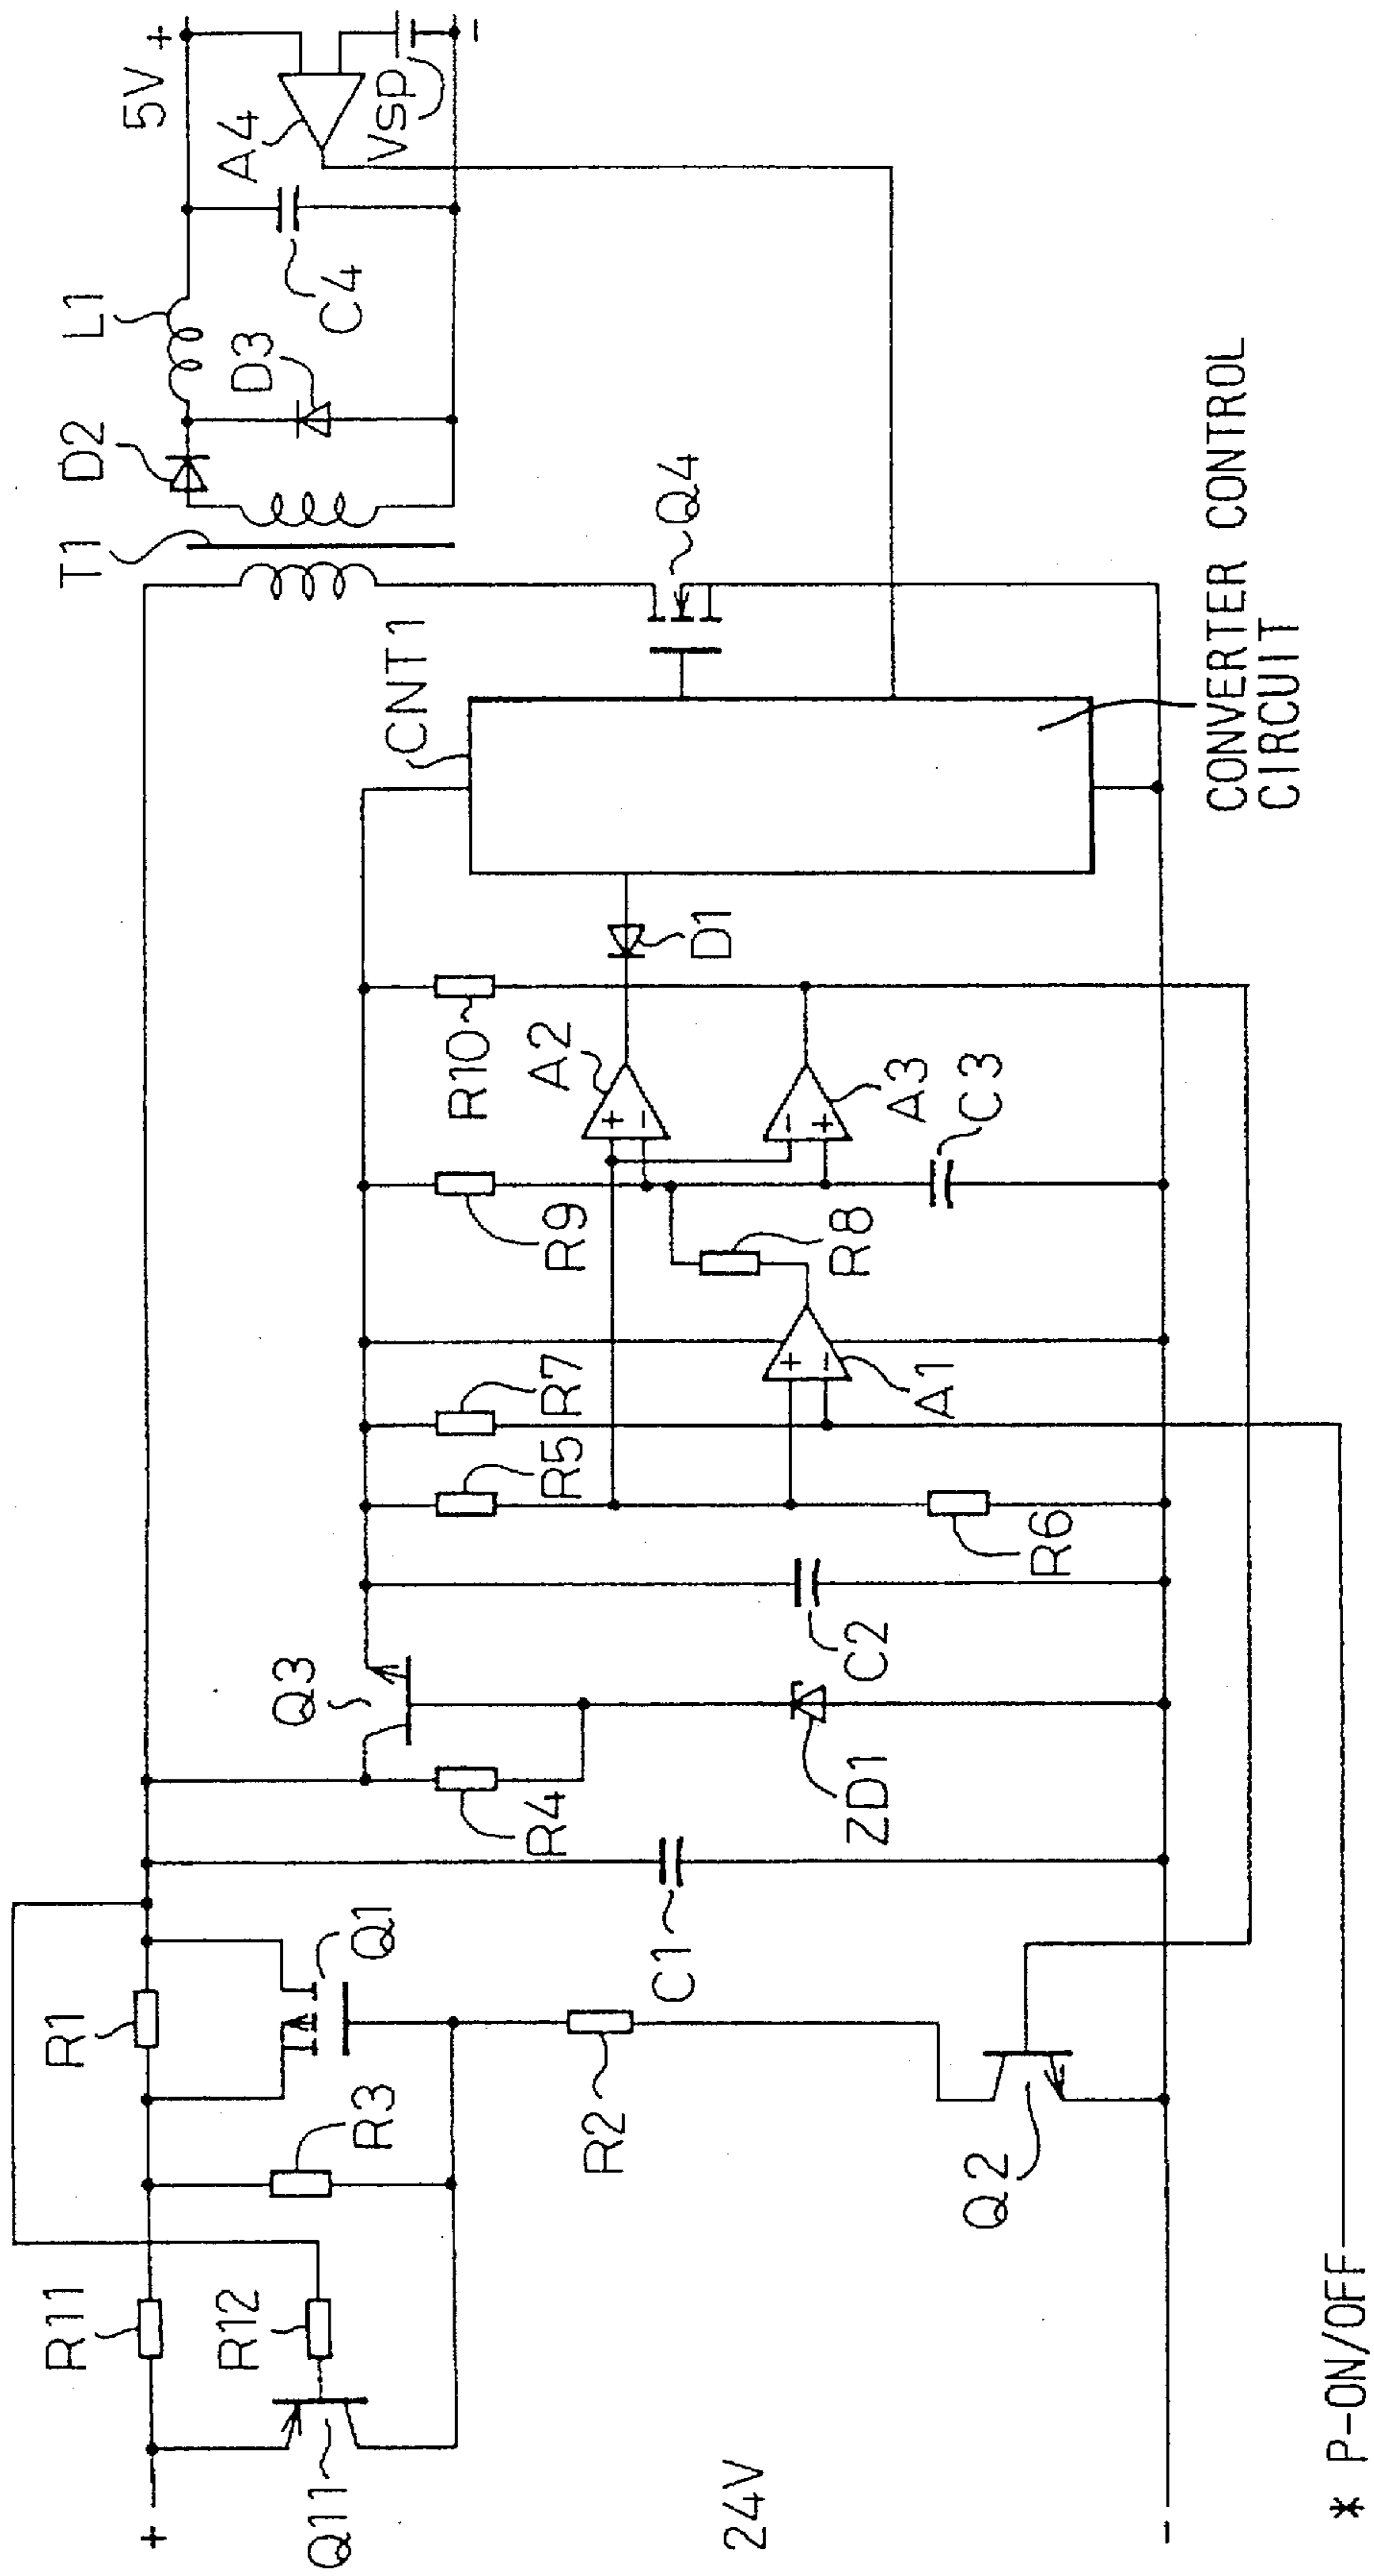 +
Q11
R11
R12
R3
R1
Q1
R2
Q2
24V
-
* P-ON/OFF
C1
R4
Q3
ZD1
C2
R5
R7
R6
+
-
A1
R8
R9
R10
A2
+
-
-
+
A3
C3
D1
CNT1
CONVERTER CONTROL
CIRCUIT
Q4
T1
D2
D3
L1
C4
A4
Vsp
5V
+
-